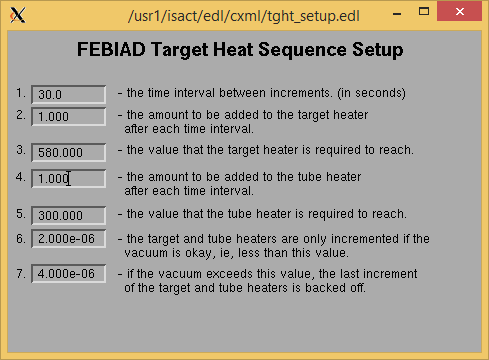 /usr1/isact/edl/cxml/tght_setup.edl
FEBIAD Target Heat Sequence Setup
1. 30.0 - the time interval between increments. (in seconds)
2. 1.000 - the amount to be added to the target heater
after each time interval.
3. 580.000 - the value that the target heater is required to reach.
4. 1.000 - the amount to be added to the tube heater
after each time interval.
5. 300.000 - the value that the tube heater is required to reach.
6. 2.000e-06 - the target and tube heaters are only incremented if the
vacuum is okay, ie, less than this value.
7. 4.000e-06 - if the vacuum exceeds this value, the last increment
of the target and tube heaters is backed off.